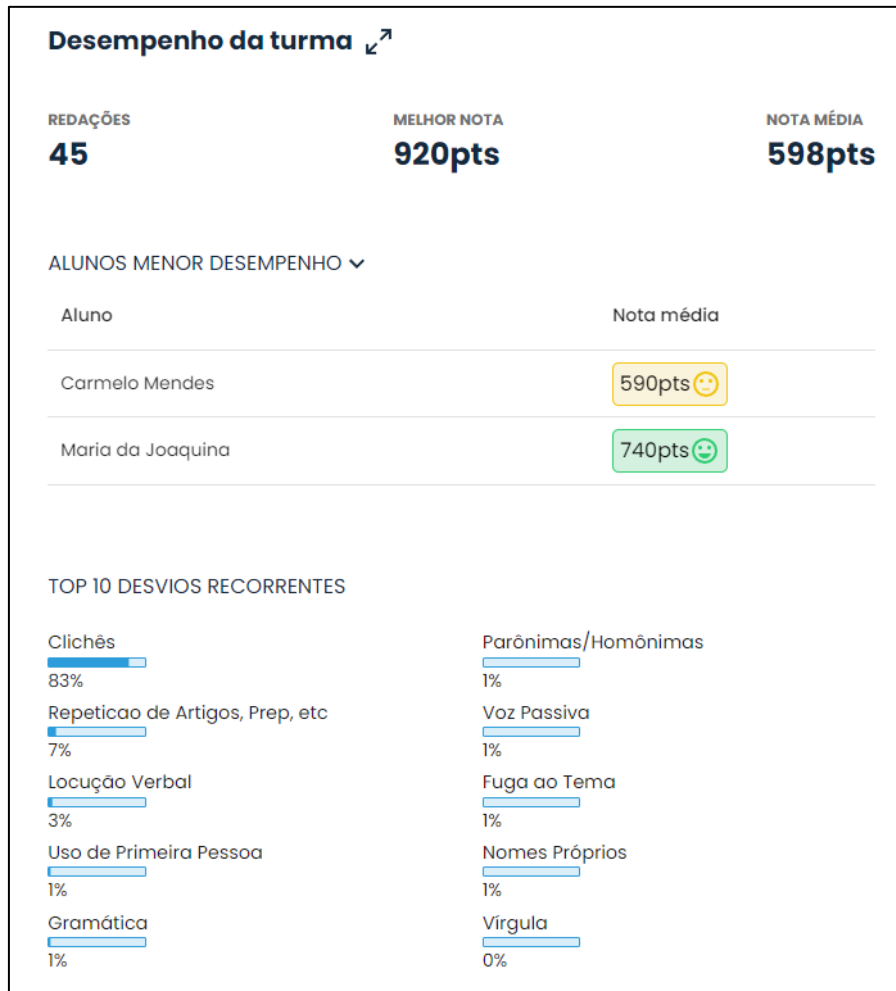 Desempenho da turma
REDAÇÕES
45
MELHOR NOTA
920pts
NOTA MÉDIA
598pts
ALUNOS MENOR DESEMPENHO
Aluno Nota média
Carmelo Mendes 590pts
Maria da Joaquina 740pts
TOP 10 DESVIOS RECORRENTES
Clichês
83%
Repeticao de Artigos, Prep, etc
7%
Locução Verbal
3%
Uso de Primeira Pessoa
1%
Gramática
1%
Parônimas/Homônimas
1%
Voz Passiva
1%
Fuga ao Tema
1%
Nomes Próprios
1%
Vírgula
0%